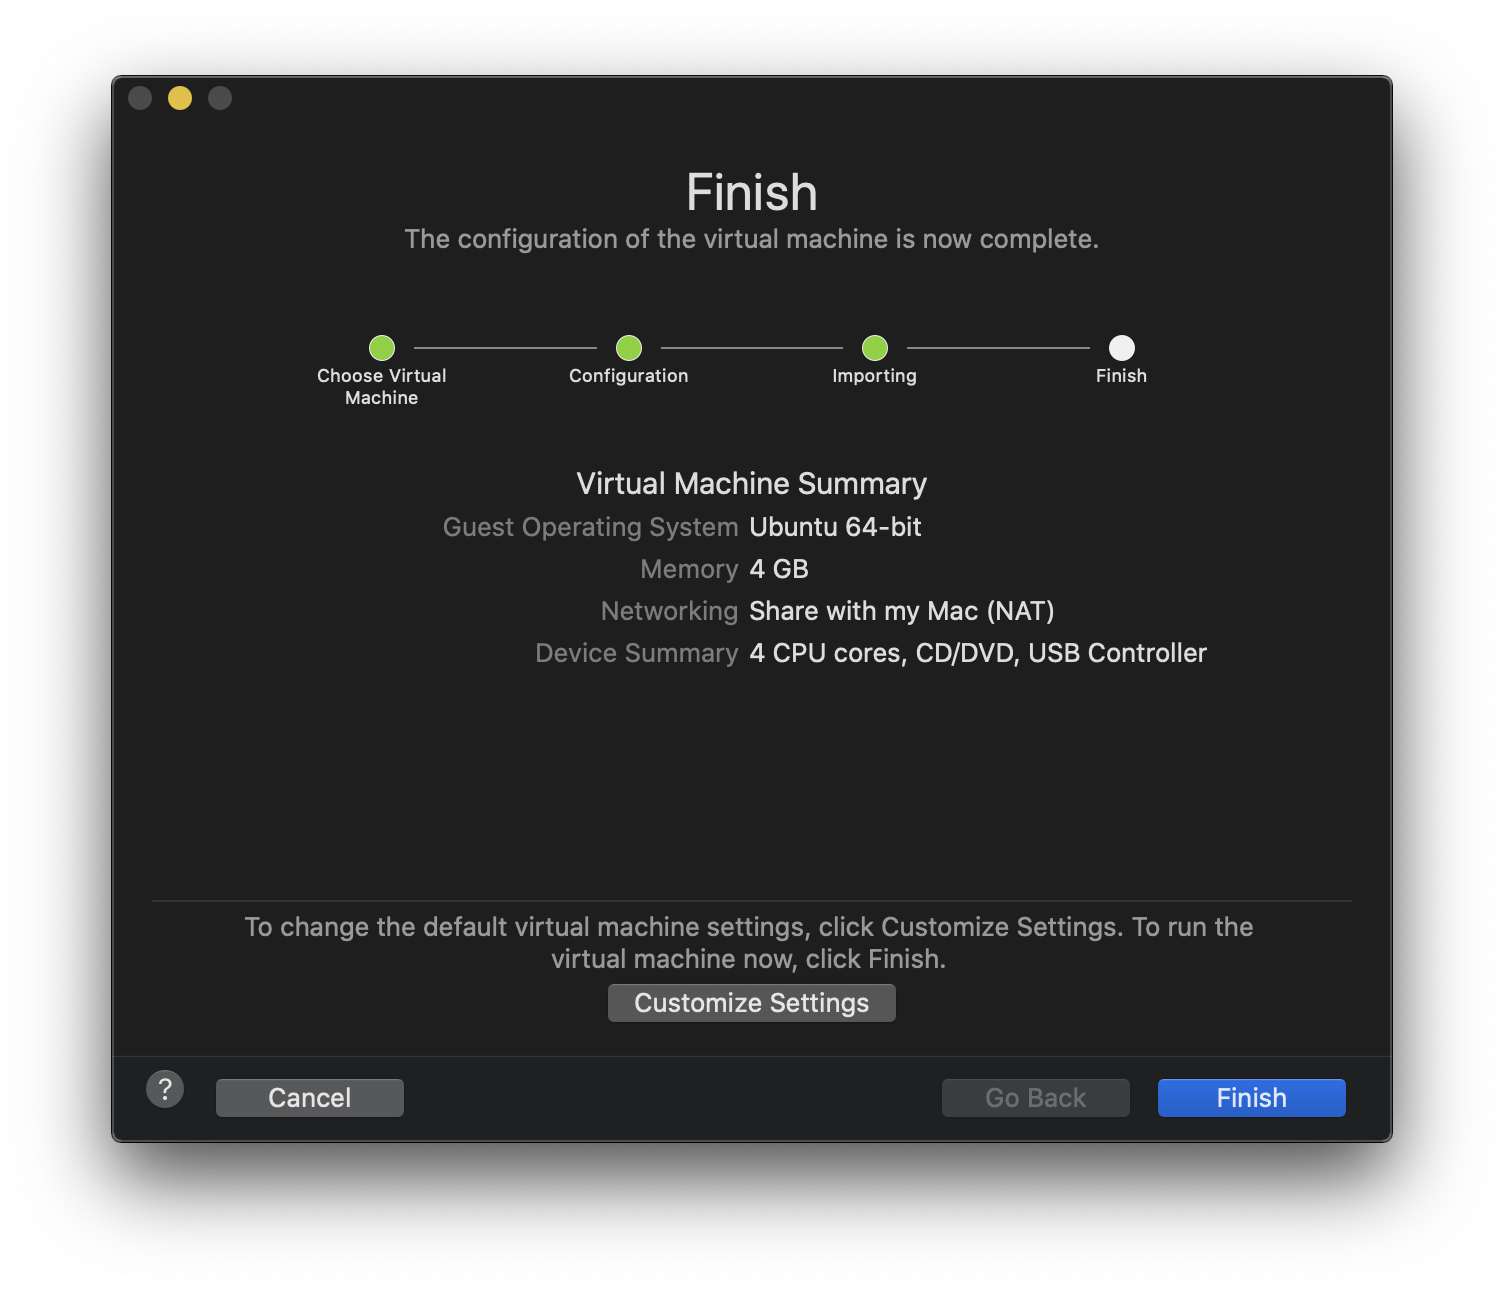 Finish
The configuration of the virtual machine is now complete.
Choose Virtual
Machine
Configuration
Importing
Finish
Virtual Machine Summary
Guest Operating System Ubuntu 64-bit
Memory 4 GB
Networking Share with my Mac (NAT)
Device Summary 4 CPU cores, CD/DVD, USB Controller
To change the default virtual machine settings, click Customize Settings. To run the
virtual machine now, click Finish.
Customize Settings
? Cancel Go Back Finish